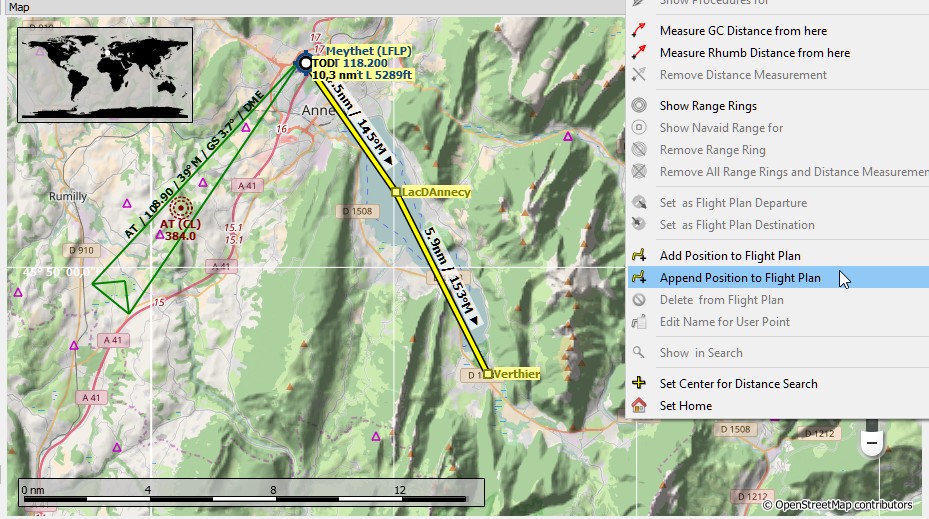 Map
D 910
17
17
Meythet (LFLP)
TOD
118.200
10,3 nm
L 5289ft
Anne
5nm / 145°M
16
AT / 108.90 / 39° M / GS 3.7° / DME
Rumilly
A 41
AT (CL)
384.0
15.1
15.1
D 1508
LacDAnnecy
D 910
A 41
45° 50' 00.0"
15
5.9nm / 153°M
A 41
A 41
D 1
Verthier
0 nm
4
8
12
Measure GC Distance from here
Measure Rhumb Distance from here
Remove Distance Measurement
Show Range Rings
Show Navaid Range for
Remove Range Ring
Remove All Range Rings and Distance Measuremen
Set as Flight Plan Departure
Set as Flight Plan Destination
Add Position to Flight Plan
Append Position to Flight Plan
Delete from Flight Plan
Edit Name for User Point
Show in Search
Set Center for Distance Search
Set Home
D 1508
D 1508
D 1212
D 1212
© OpenStreetMap contributors